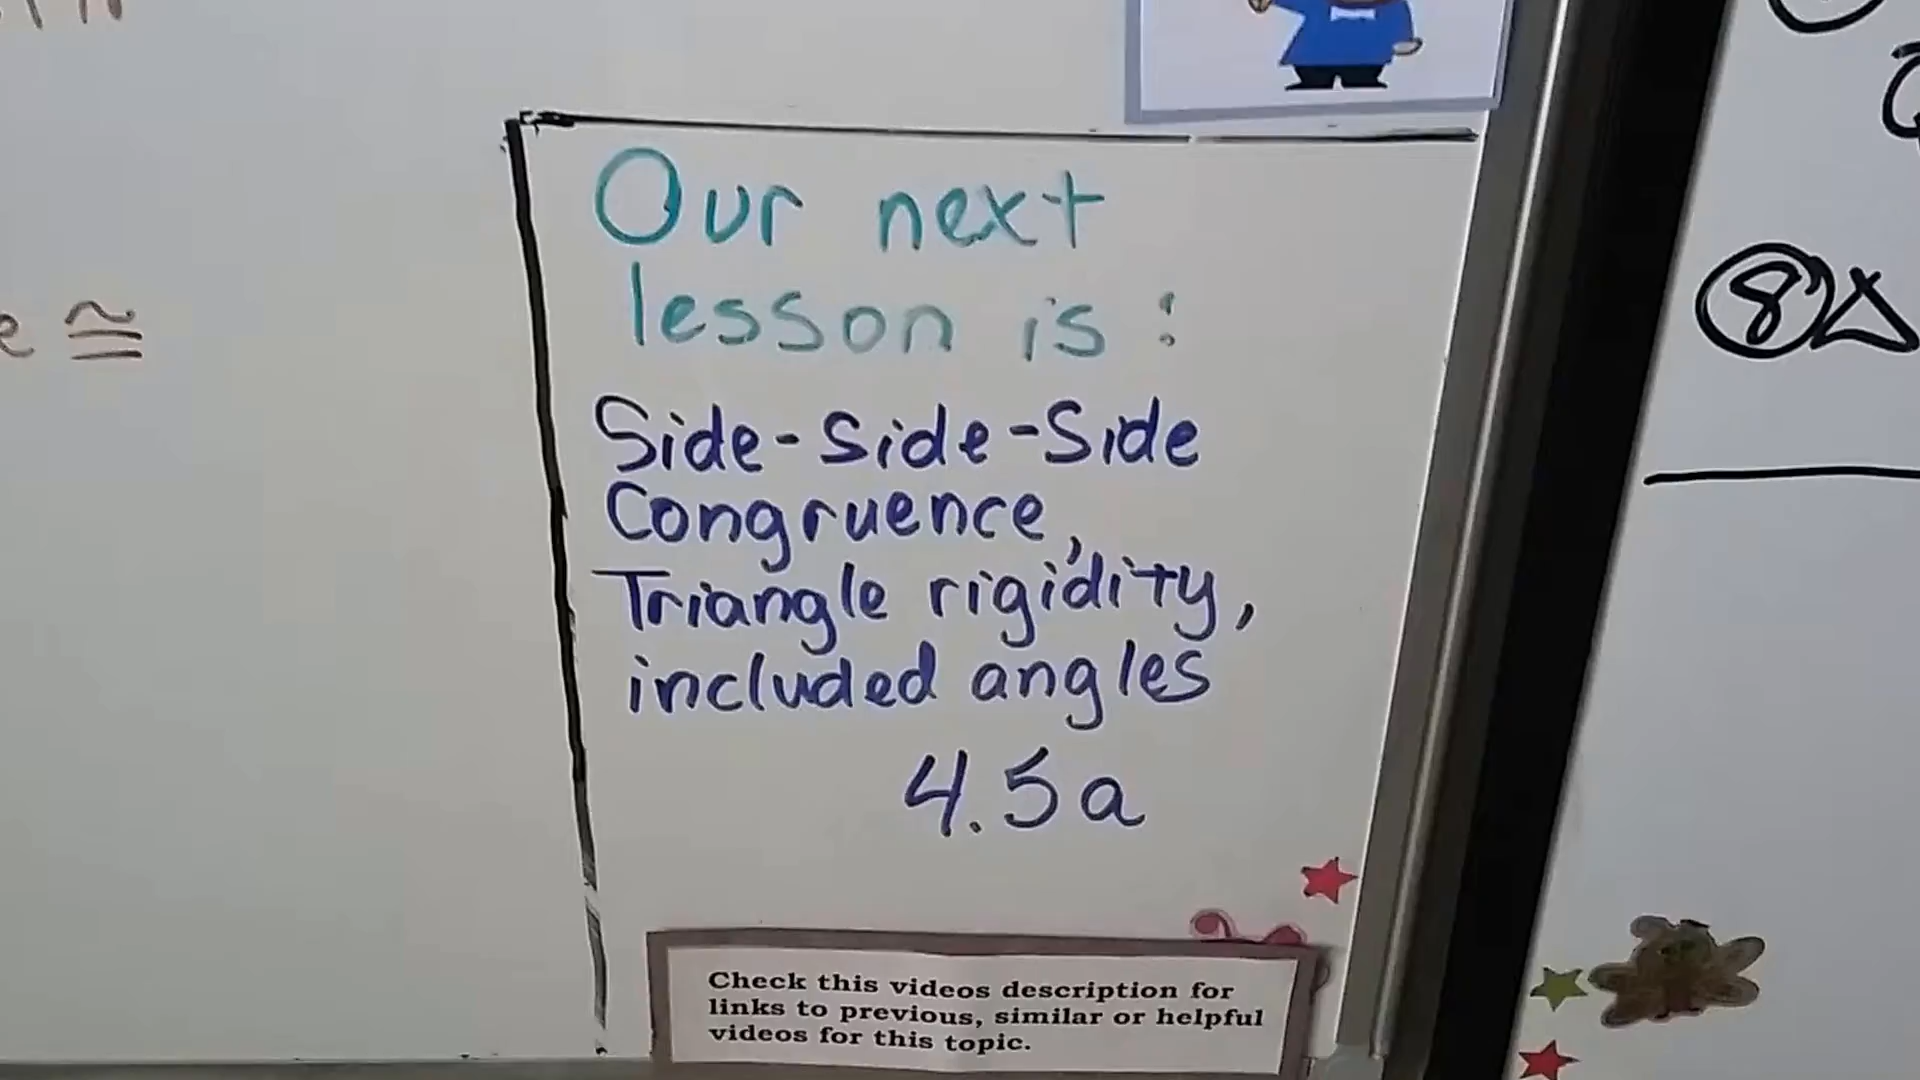 Our next
lesson is:
Side-Side-Side
Congruence,
Triangle rigidity,
included angles
4.5a
Check this videos description for
links to previous, similar or helpful
videos for this topic.
≅
8 △